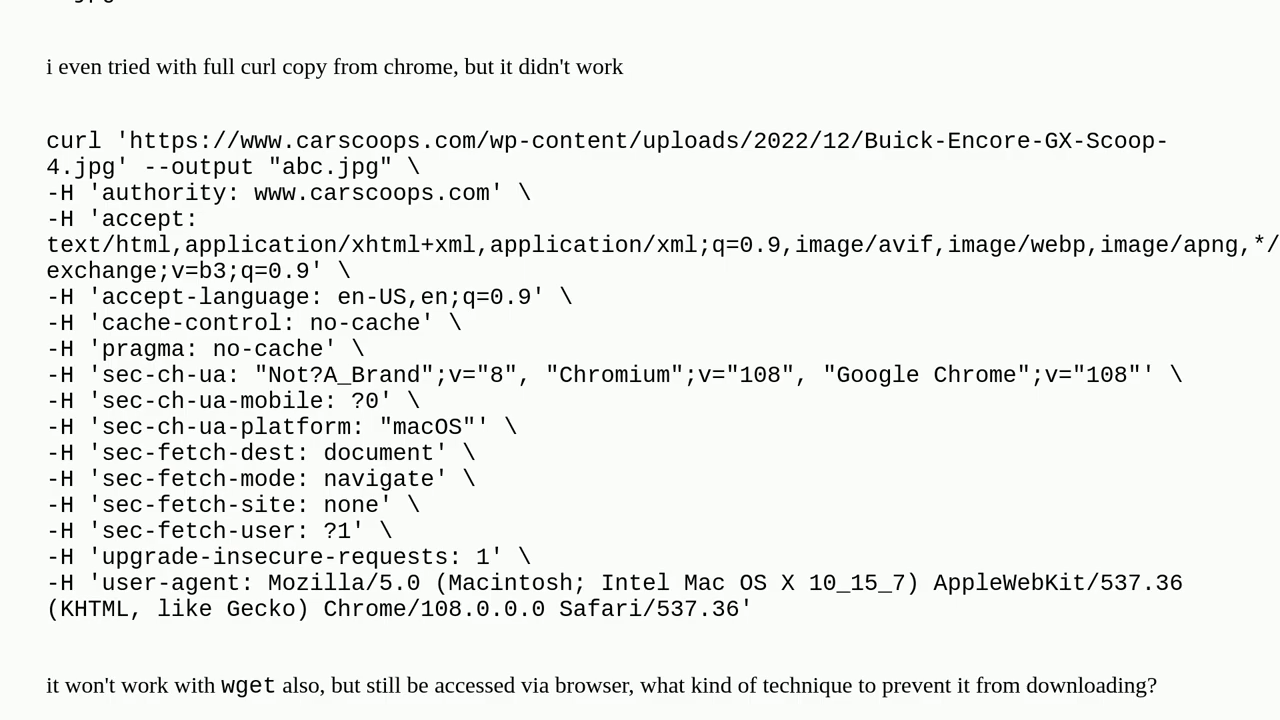 i even tried with full curl copy from chrome, but it didn't work
curl 'https://www.carscoops.com/wp-content/uploads/2022/12/Buick-Encore-GX-Scoop-
4.jpg' --output "abc.jpg" \
-H 'authority: www.carscoops.com' \
-H 'accept:
text/html,application/xhtml+xml,application/xml;q=0.9,image/avif,image/webp,image/apng,*/
exchange;v=b3;q=0.9' \
-H 'accept-language: en-US,en;q=0.9' \
-H 'cache-control: no-cache' \
-H 'pragma: no-cache' \
-H 'sec-ch-ua: "Not?A_Brand";v="8", "Chromium";v="108", "Google Chrome";v="108"' \
-H 'sec-ch-ua-mobile: ?0' \
-H 'sec-ch-ua-platform: "macOS"' \
-H 'sec-fetch-dest: document' \
-H 'sec-fetch-mode: navigate' \
-H 'sec-fetch-site: none' \
-H 'sec-fetch-user: ?1' \
-H 'upgrade-insecure-requests: 1' \
-H 'user-agent: Mozilla/5.0 (Macintosh; Intel Mac OS X 10_15_7) AppleWebKit/537.36
(KHTML, like Gecko) Chrome/108.0.0.0 Safari/537.36'
it won't work with wget also, but still be accessed via browser, what kind of technique to prevent it from downloading?